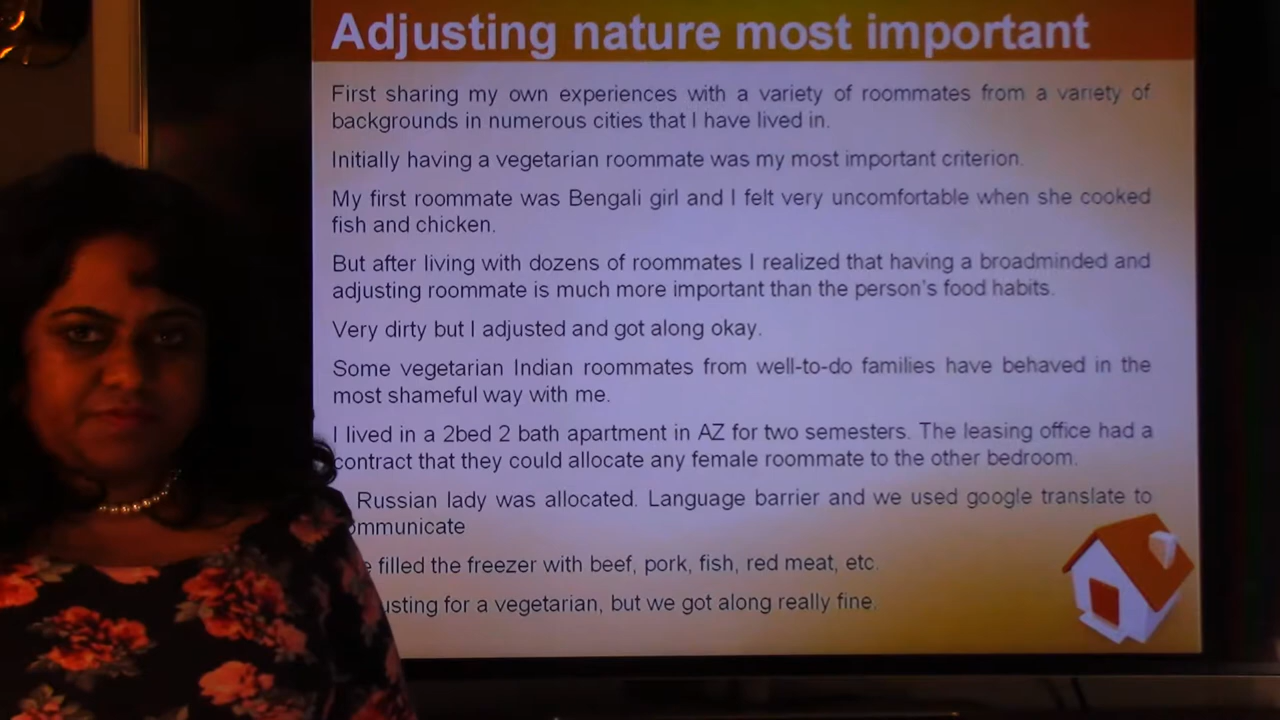 Adjusting nature most important
First sharing my own experiences with a variety of roommates from a variety of
backgrounds in numerous cities that I have lived in.
Initially having a vegetarian roommate was my most important criterion.
My first roommate was Bengali girl and I felt very uncomfortable when she cooked
fish and chicken.
But after living with dozens of roommates I realized that having a broadminded and
adjusting roommate is much more important than the person's food habits.
Very dirty but I adjusted and got along okay.
Some vegetarian Indian roommates from well-to-do families have behaved in the
most shameful way with me.
I lived in a 2bed 2 bath apartment in AZ for two semesters. The leasing office had a
contract that they could allocate any female roommate to the other bedroom.
Russian lady was allocated. Language barrier and we used google translate to
mmunicate
filled the freezer with beef, pork, fish, red meat, etc.
usting for a vegetarian, but we got along really fine.